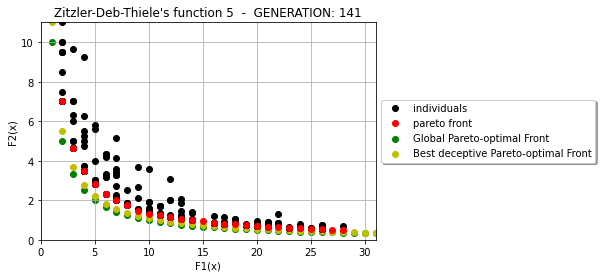 Zitzler-Deb-Thiele's function 5 - GENERATION: 141
10
8
6
4
2
0
F2(x)
0 5 10 15 20 25 30
F1(x)
individuals
pareto front
Global Pareto-optimal Front
Best deceptive Pareto-optimal Front